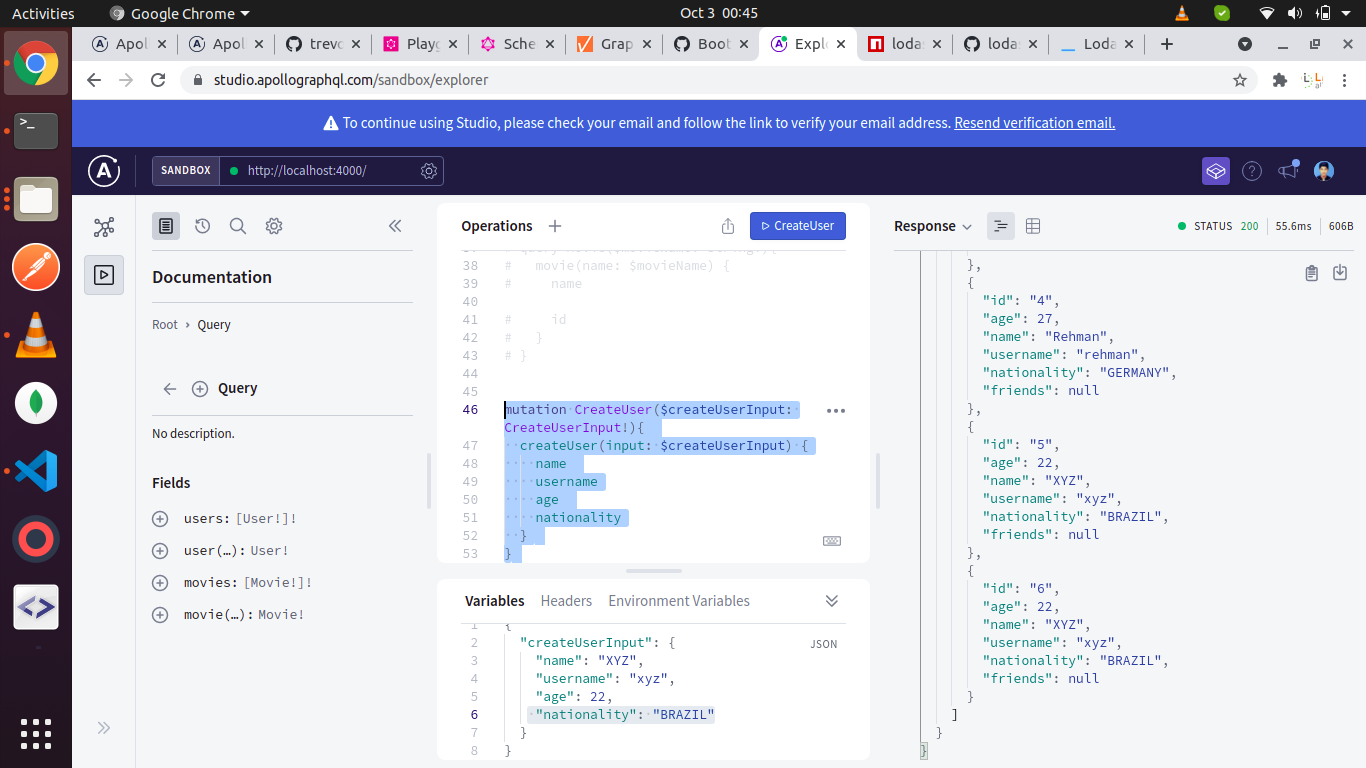 Activities
Google Chrome
Oct 3 00:45
Apol
Apol
trevc
Playg
Sche
Grap
Boot
Expl
lodas
lodas
Loda
studio.apollographql.com/sandbox/explorer
To continue using Studio, please check your email and follow the link to verify your email address. Resend verification email.
SANDBOX
http://localhost:4000/
Documentation
Root › Query
Query
No description.
Fields
users: [User!]!
user(…): User!
movies: [Movie!]!
movie(…): Movie!
Operations
CreateUser
38 #   movie(name: $movieName) {
39 #     name
40
41 #     id
42 #   }
43 # }
44
45
46 mutation CreateUser($createUserInput:
CreateUserInput!){
47   createUser(input: $createUserInput) {
48     name
49     username
50     age
51     nationality
52   }
53 }
Variables Headers Environment Variables
JSON
1 {
2   "createUserInput": {
3     "name": "XYZ",
4     "username": "xyz",
5     "age": 22,
6     "nationality": "BRAZIL"
7   }
8 }
Response
STATUS 200
55.6ms
606B
},
{
"id": "4",
"age": 27,
"name": "Rehman",
"username": "rehman",
"nationality": "GERMANY",
"friends": null
},
{
"id": "5",
"age": 22,
"name": "XYZ",
"username": "xyz",
"nationality": "BRAZIL",
"friends": null
},
{
"id": "6",
"age": 22,
"name": "XYZ",
"username": "xyz",
"nationality": "BRAZIL",
"friends": null
}
]
}
}